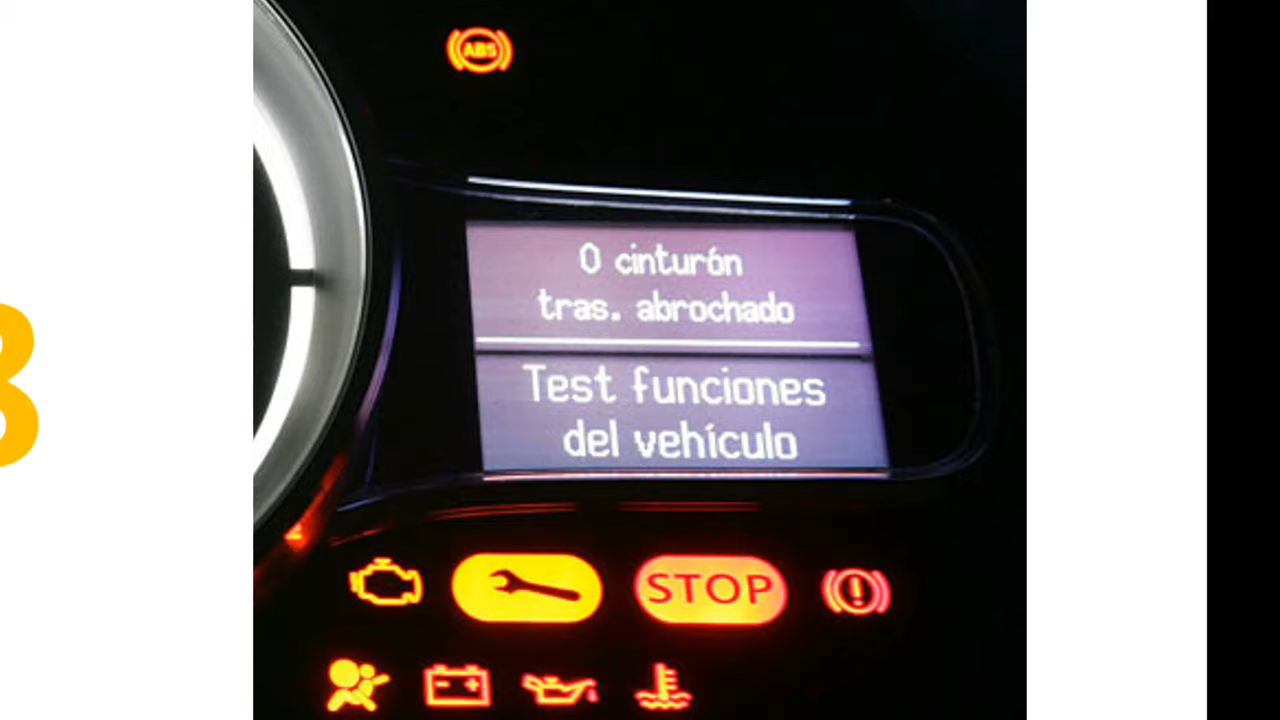 ABS
0 cinturón
tras. abrochado
Test funciones
del vehículo
STOP